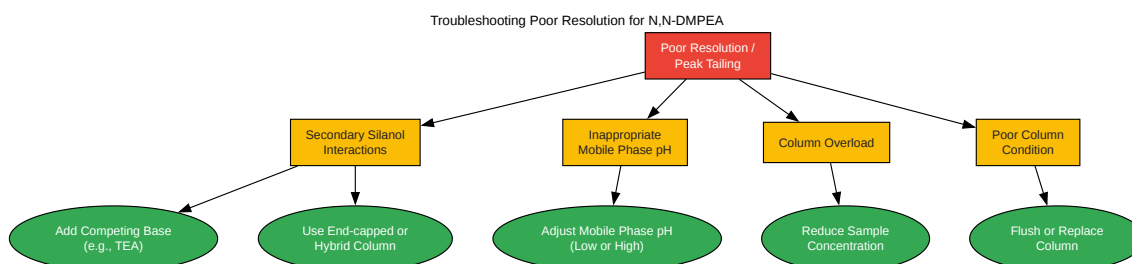 Troubleshooting Poor Resolution for N,N-DMPEA
Poor Resolution /
Peak Tailing
Secondary Silanol
Interactions
Inappropriate
Mobile Phase pH
Column Overload
Poor Column
Condition
Add Competing Base
(e.g., TEA)
Use End-capped or
Hybrid Column
Adjust Mobile Phase pH
(Low or High)
Reduce Sample
Concentration
Flush or Replace
Column